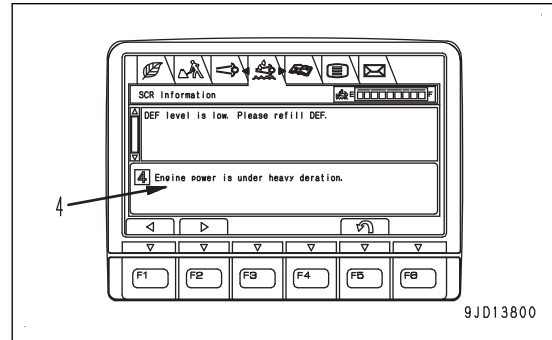 SCR Information
E F
DEF level is low. Please refill DEF.
4 Engine power is under heavy deration.
4
F1 F2 F3 F4 F5 F6
9JD13800